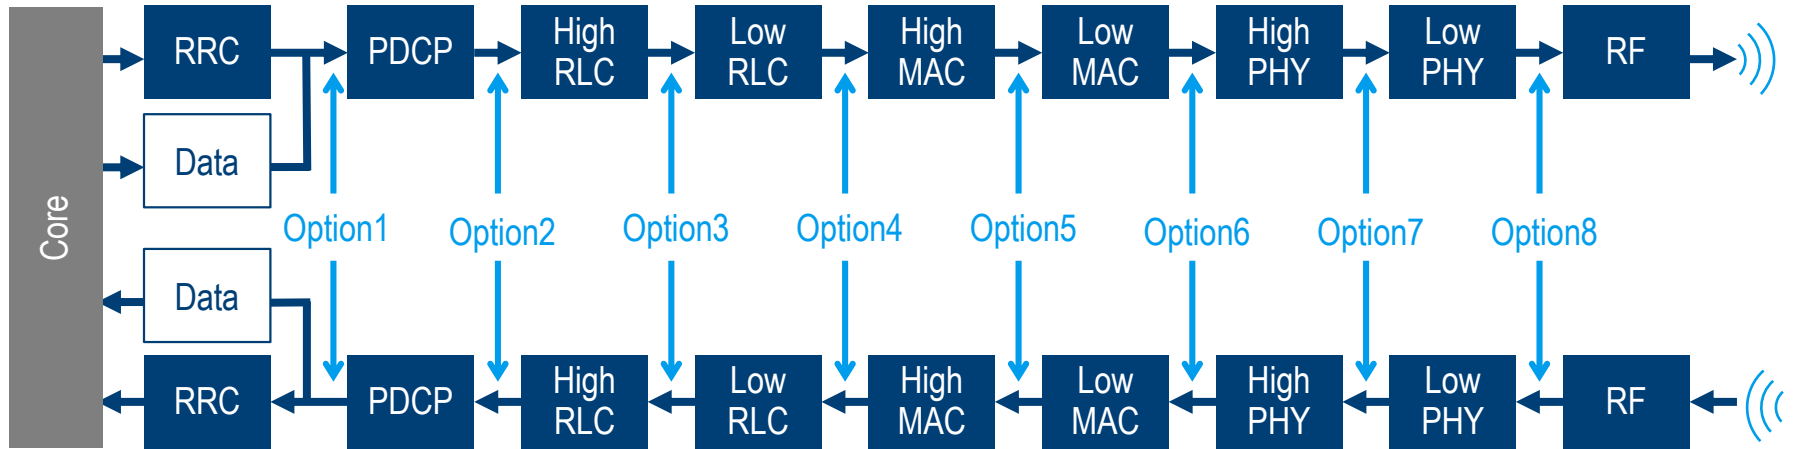 Core
RRC
PDCP
High
RLC
Low
RLC
High
MAC
Low
MAC
High
PHY
Low
PHY
RF
Data
Option1
Option2
Option3
Option4
Option5
Option6
Option7
Option8
Data
RRC
PDCP
High
RLC
Low
RLC
High
MAC
Low
MAC
High
PHY
Low
PHY
RF